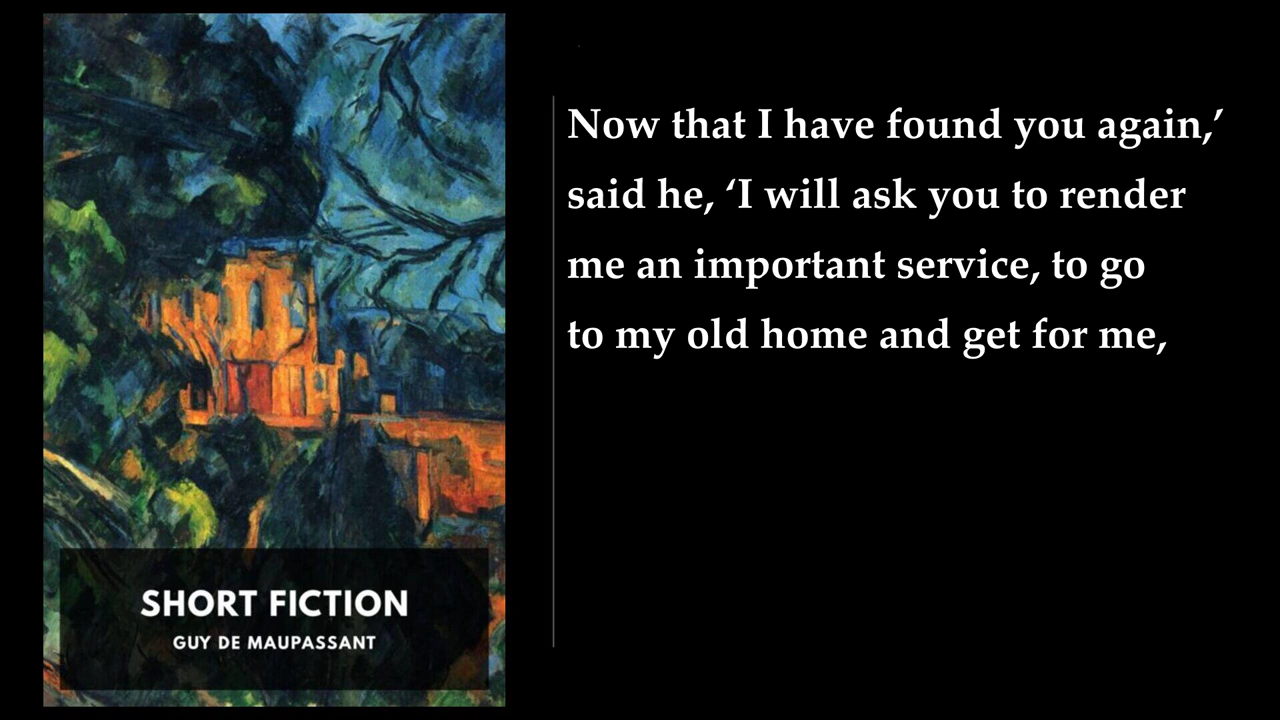 Now that I have found you again,’
said he, ‘I will ask you to render
me an important service, to go
to my old home and get for me,
SHORT FICTION
GUY DE MAUPASSANT